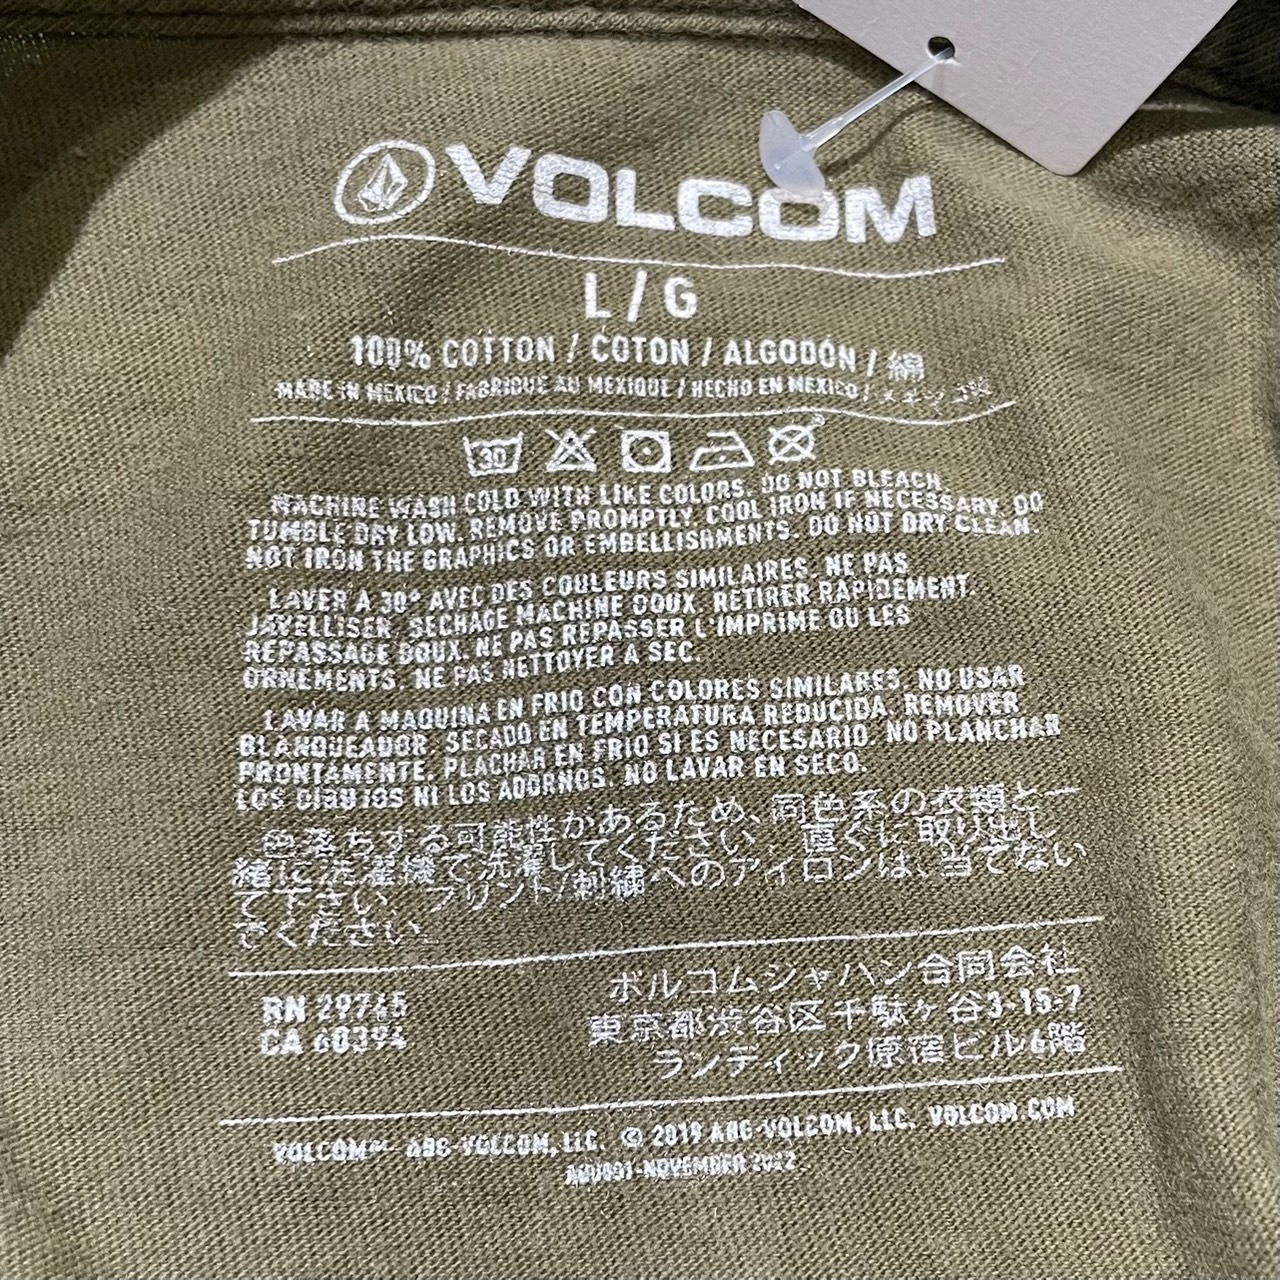 VOLCOM
L / G
100% COTTON / COTON / ALGODÓN / 綿
MADE IN MEXICO / FABRIQUE AU MEXIQUE / HECHO EN MEXICO / メキシコ製
30
MACHINE WASH COLD WITH LIKE COLORS. DO NOT BLEACH.
TUMBLE DRY LOW. REMOVE PROMPTLY. COOL IRON IF NECESSARY. DO
NOT IRON THE GRAPHICS OR EMBELLISHMENTS. DO NOT DRY CLEAN.
LAVER A 30° AVEC DES COULEURS SIMILAIRES. NE PAS
JAVELLISER. SECHAGE MACHINE DOUX. RETIRER RAPIDEMENT.
REPASSAGE DOUX. NE PAS REPASSER L'IMPRIME OU LES
ORNEMENTS. NE PAS NETTOYER A SEC.
LAVAR A MAQUINA EN FRIO CON COLORES SIMILARES. NO USAR
BLANQUEADOR. SECADO EN TEMPERATURA REDUCIDA. REMOVER
PRONTAMENTE. PLACHAR EN FRIO SI ES NECESARIO. NO PLANCHAR
LOS DIBUJOS NI LOS ADORNOS. NO LAVAR EN SECO.
色落ちする可能性があるため、同色系の衣類と一
緒に洗濯機で洗濯してください。直ぐに取り出し
て下さい。プリント/刺繍へのアイロンは、当てない
でください。
RN 29765
CA 60394
ボルコムジャパン合同会社
東京都渋谷区千駄ヶ谷3-15-7
ランディック原宿ビル6階
VOLCOM™ ABG-VOLCOM, LLC. © 2019 ABG-VOLCOM, LLC. VOLCOM.COM
NOVEMBER